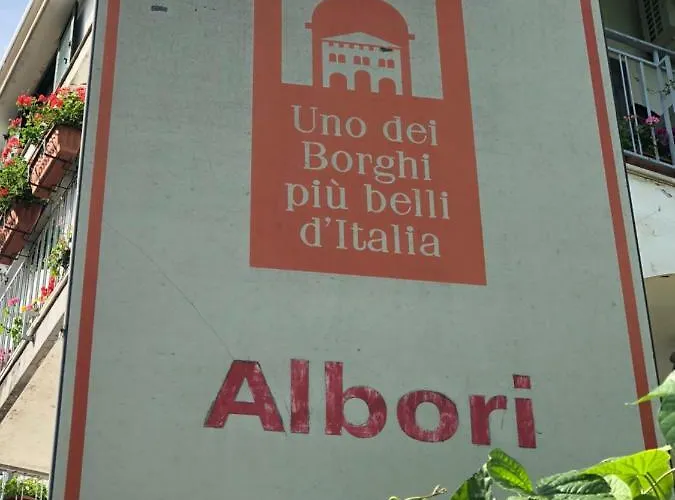 Uno dei
Borghi
più belli
d'Italia
Albori